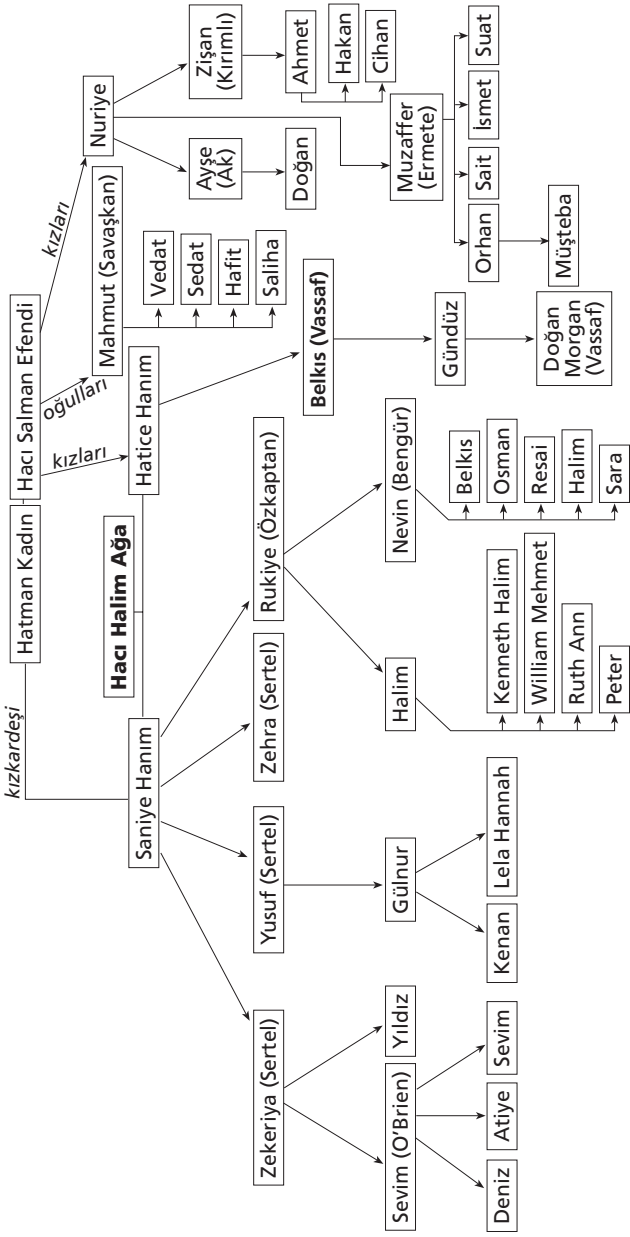 kızkardeşi
Hatman Kadın
Hacı Salman Efendi
kızları
oğulları
kızları
Saniye Hanım
Hacı Halim Ağa
Hatice Hanım
Mahmut (Savaşkan)
Nuriye
Vedat
Sedat
Hafit
Saliha
Zekeriya (Sertel)
Yusuf (Sertel)
Zehra (Sertel)
Rukiye (Özkaptan)
Belkıs (Vassaf)
Ayşe
(Ak)
Zişan
(Kırımlı)
Doğan
Ahmet
Hakan
Cihan
Sevim (O'Brien)
Yıldız
Gülnur
Halim
Nevin (Bengür)
Gündüz
Muzaffer
(Ermete)
Deniz
Atiye
Sevim
Kenan
Lela Hannah
Kenneth Halim
William Mehmet
Ruth Ann
Peter
Belkıs
Osman
Resai
Halim
Sara
Doğan
Morgan
(Vassaf)
Orhan
Sait
İsmet
Suat
Müşteba